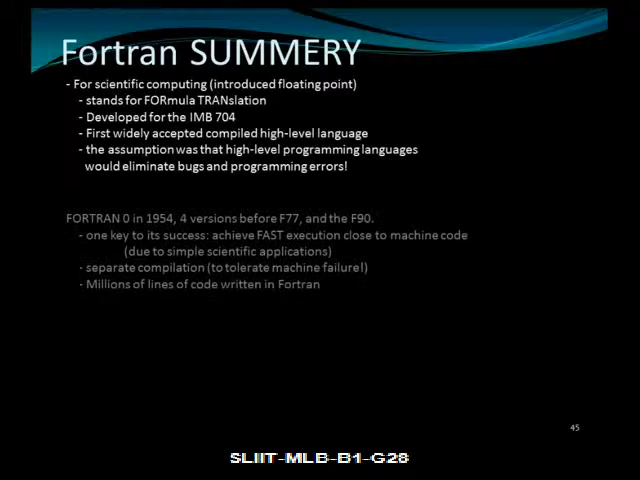 Fortran SUMMERY
- For scientific computing (introduced floating point)
- stands for FORmula TRANslation
- Developed for the IMB 704
- First widely accepted compiled high-level language
- the assumption was that high-level programming languages
would eliminate bugs and programming errors!
FORTRAN 0 in 1954, 4 versions before F77, and the F90.
- one key to its success: achieve FAST execution close to machine code
(due to simple scientific applications)
- separate compilation (to tolerate machine failure!)
- Millions of lines of code written in Fortran
45
SLIIT-MLB-B1-G28